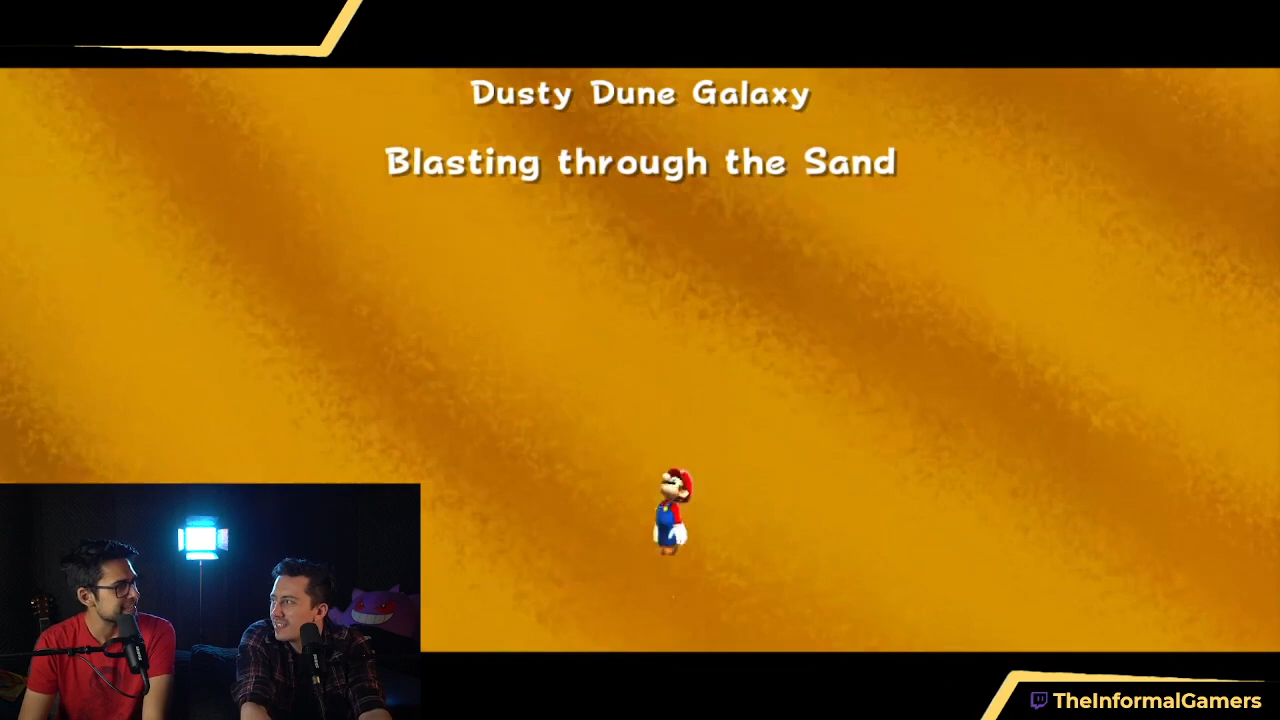 Dusty Dune Galaxy
Blasting through the Sand
TheInformalGamers